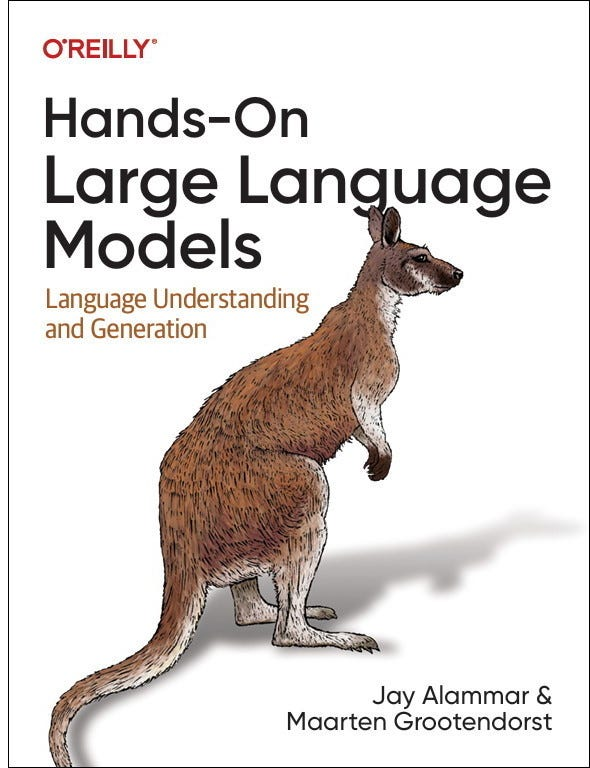 O'REILLY®
Hands-On
Large Language
Models
Language Understanding
and Generation
Jay Alammar &
Maarten Grootendorst